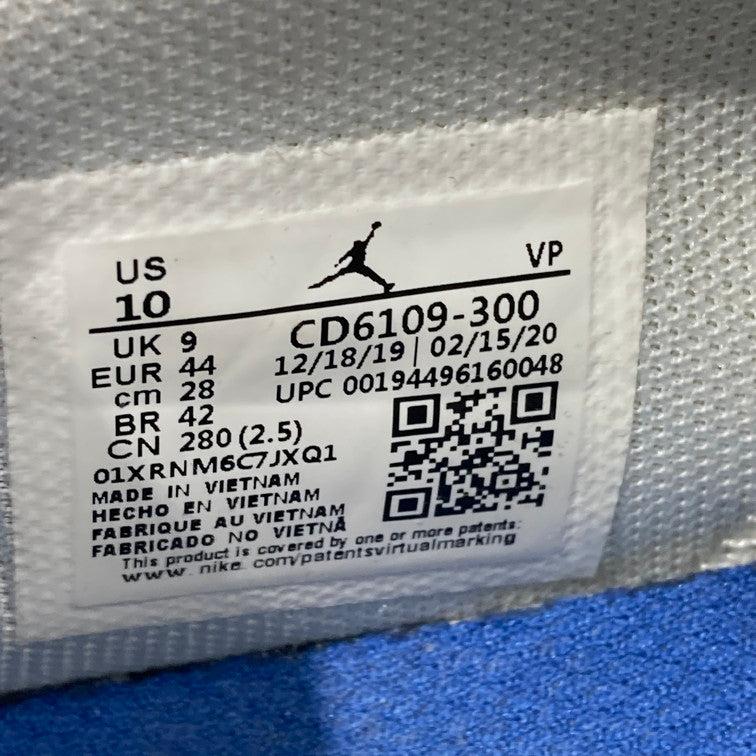 US
10
VP
UK 9
EUR 44
cm 28
BR 42
CN 280 (2.5)
CD6109-300
12/18/19 | 02/15/20
UPC 00194496160048
01XRNM6C7JXQ1
MADE IN VIETNAM
HECHO EN VIETNAM
FABRIQUE AU VIETNAM
FABRICADO NO VIETNÃ
This product is covered by one or more patents:
www.nike.com/patentsvirtualmarking